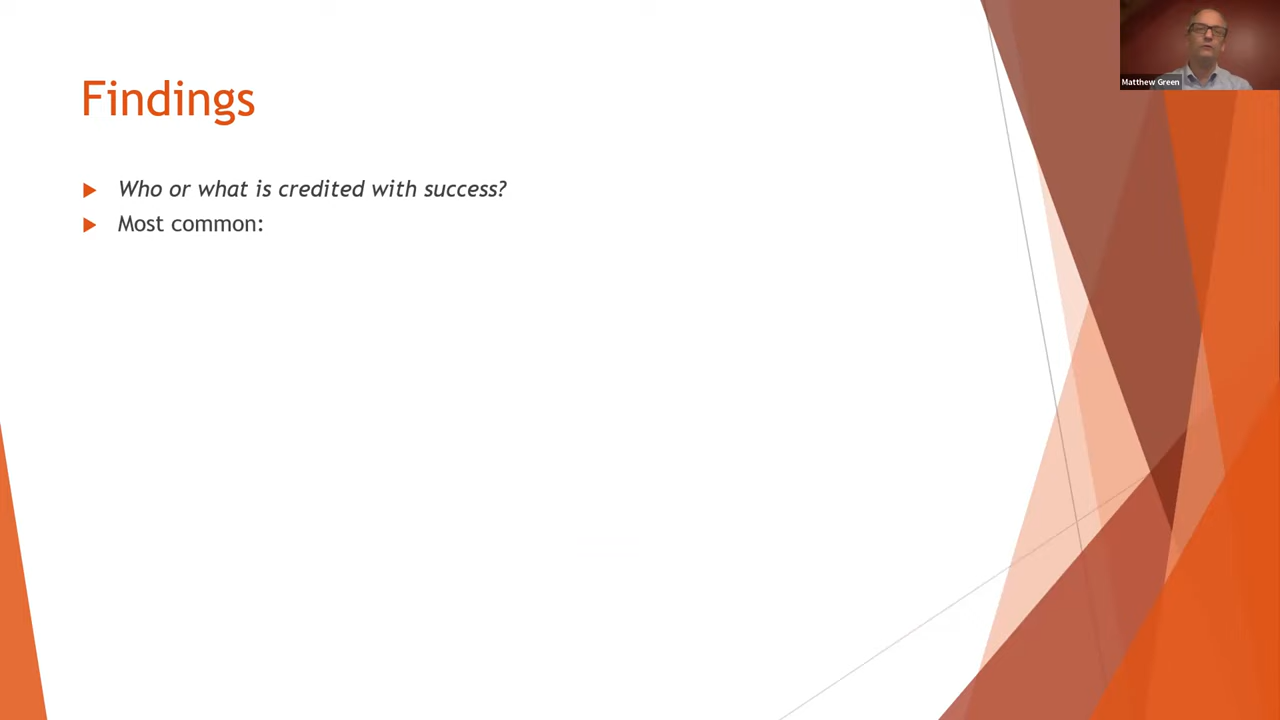 Findings
Who or what is credited with success?
Most common:
Matthew Green